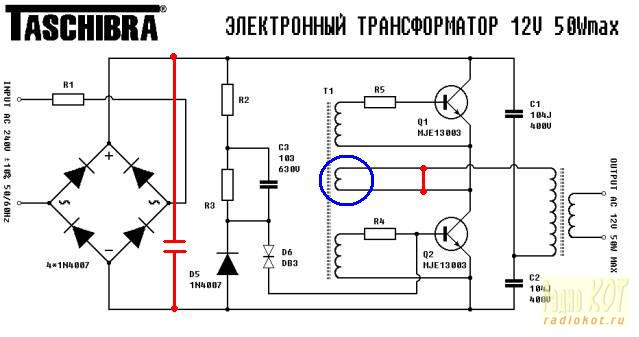 TASCHIBRA® ЭЛЕКТРОННЫЙ ТРАНСФОРМАТОР 12V 50Wmax
INPUT AC 240V ±10%, 50/60Hz
R1
4*1N4007
D5
1N4007
R2
R3
C3
103
630V
D6
DB3
T1
R5
Q1
MJE13003
R4
Q2
MJE13003
C1
104J
400V
C2
104J
400V
OUTPUT AC 12V 50W MAX
Радио КОТ
radiokot.ru